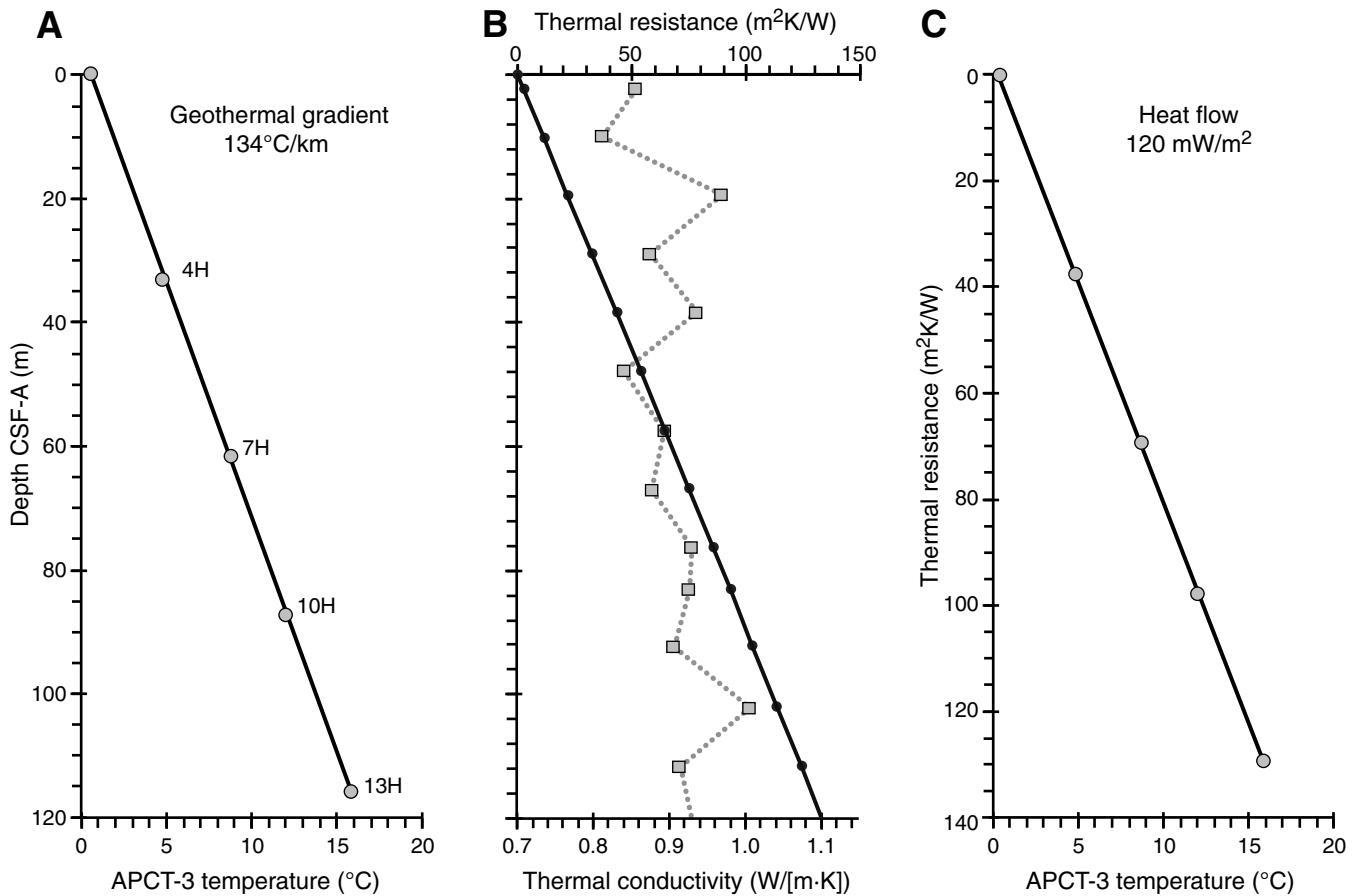 A
Geothermal gradient
134°C/km
0
20
40
60
80
100
120
Depth CSF-A (m)
4H
7H
10H
13H
0 5 10 15 20
APCT-3 temperature (°C)
B
Thermal resistance (m²K/W)
0 50 100 150
0.7 0.8 0.9 1.0 1.1
Thermal conductivity (W/[m·K])
C
Heat flow
120 mW/m²
0
20
40
60
80
100
120
140
Thermal resistance (m²K/W)
0 5 10 15 20
APCT-3 temperature (°C)